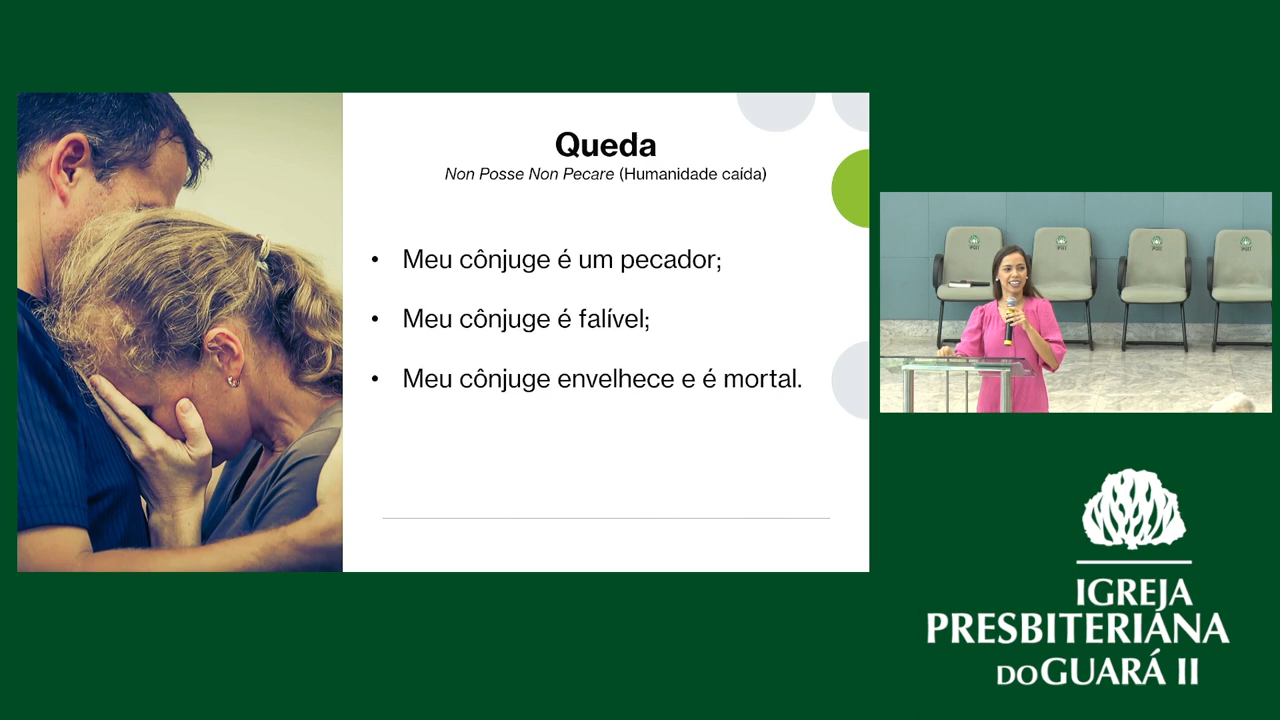 Queda
Non Posse Non Pecare (Humanidade caída)
• Meu cônjuge é um pecador;
• Meu cônjuge é falível;
• Meu cônjuge envelhece e é mortal.
IGREJA
PRESBITERIANA
DO GUARÁ II